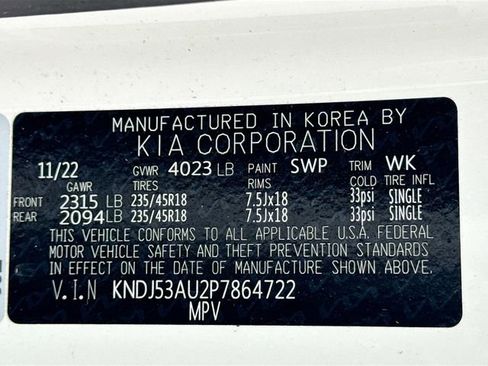 MANUFACTURED IN KOREA BY
KIA CORPORATION
11/22 GVWR 4023 LB PAINT SWP TRIM WK
GAWR TIRES RIMS COLD TIRE INFL
FRONT 2315 LB 235/45R18 7.5Jx18 33psi SINGLE
REAR 2094 LB 235/45R18 7.5Jx18 33psi SINGLE
THIS VEHICLE CONFORMS TO ALL APPLICABLE U.S.A. FEDERAL
MOTOR VEHICLE SAFETY AND THEFT PREVENTION STANDARDS
IN EFFECT ON THE DATE OF MANUFACTURE SHOWN ABOVE.
V.I.N KNDJ53AU2P7864722
MPV